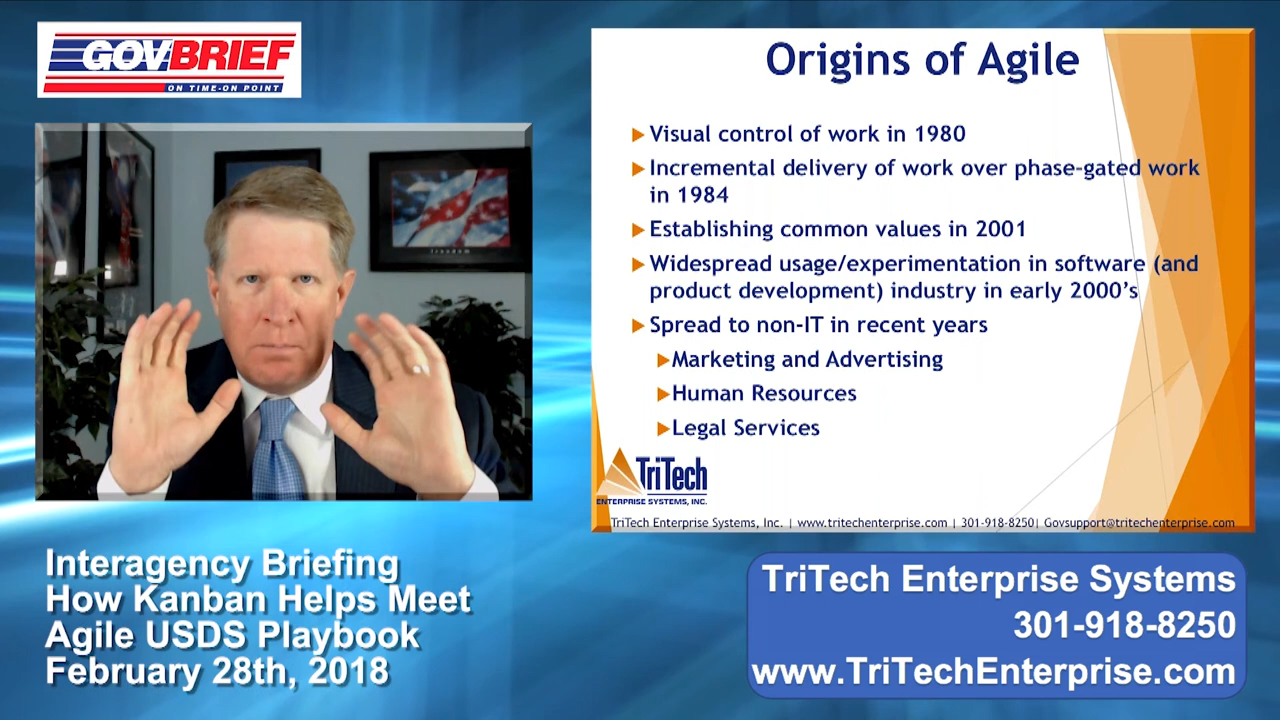 GOVBRIEF
ON TIME-ON POINT
freedom
Interagency Briefing
How Kanban Helps Meet
Agile USDS Playbook
February 28th, 2018
Origins of Agile
Visual control of work in 1980
Incremental delivery of work over phase-gated work
in 1984
Establishing common values in 2001
Widespread usage/experimentation in software (and
product development) industry in early 2000's
Spread to non-IT in recent years
Marketing and Advertising
Human Resources
Legal Services
TriTech
ENTERPRISE SYSTEMS, INC.
TriTech Enterprise Systems, Inc. | www.tritechenterprise.com | 301-918-8250| Govsupport@tritechenterprise.com
TriTech Enterprise Systems
301-918-8250
www.TriTechEnterprise.com